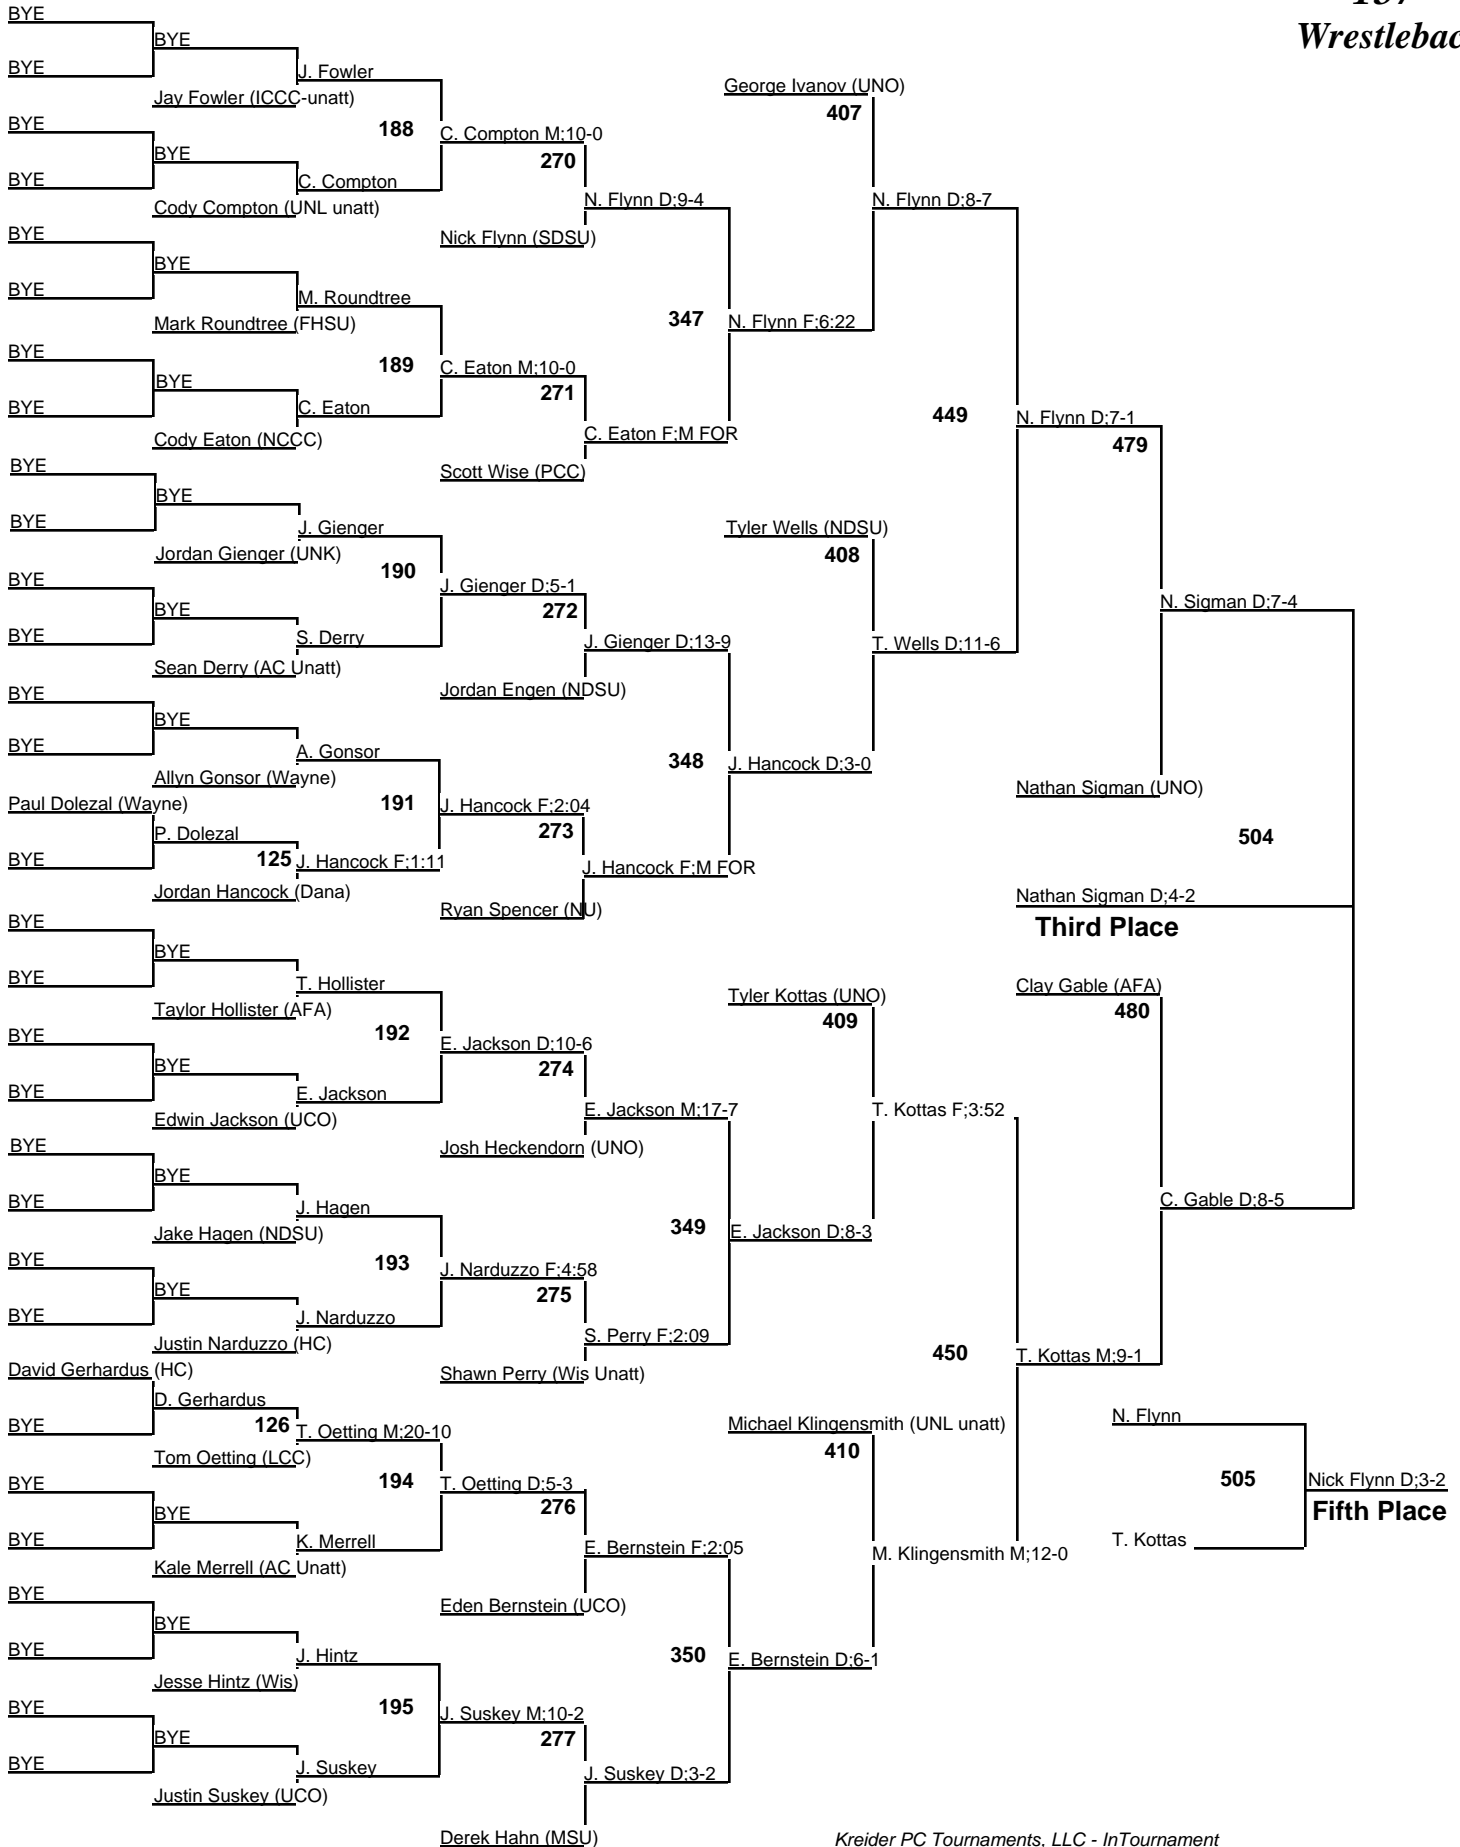 157
Wrestleback
BYE
BYE
BYE
J. Fowler
Jay Fowler (ICCC-unatt)
188
BYE
BYE
BYE
C. Compton
Cody Compton (UNL unatt)
C. Compton M;10-0
270
N. Flynn D;9-4
Nick Flynn (SDSU)
BYE
BYE
BYE
M. Roundtree
Mark Roundtree (FHSU)
189
BYE
BYE
BYE
C. Eaton
Cody Eaton (NCCC)
C. Eaton M;10-0
271
C. Eaton F;M FOR
Scott Wise (PCC)
347
N. Flynn F;6:22
George Ivanov (UNO)
407
N. Flynn D;8-7
BYE
BYE
BYE
J. Gienger
Jordan Gienger (UNK)
190
BYE
BYE
BYE
S. Derry
Sean Derry (AC Unatt)
J. Gienger D;5-1
272
J. Gienger D;13-9
Jordan Engen (NDSU)
BYE
BYE
BYE
A. Gonsor
Allyn Gonsor (Wayne)
191
Paul Dolezal (Wayne)
BYE
P. Dolezal
125
J. Hancock F;1:11
Jordan Hancock (Dana)
J. Hancock F;2:04
273
J. Hancock F;M FOR
Ryan Spencer (NU)
348
J. Hancock D;3-0
Tyler Wells (NDSU)
408
T. Wells D;11-6
449
N. Flynn D;7-1
479
N. Sigman D;7-4
Nathan Sigman (UNO)
504
Nathan Sigman D;4-2
Third Place
BYE
BYE
BYE
T. Hollister
Taylor Hollister (AFA)
192
BYE
BYE
BYE
E. Jackson
Edwin Jackson (UCO)
E. Jackson D;10-6
274
E. Jackson M;17-7
Josh Heckendorn (UNO)
BYE
BYE
BYE
J. Hagen
Jake Hagen (NDSU)
193
BYE
BYE
BYE
J. Narduzzo
Justin Narduzzo (HC)
J. Narduzzo F;4:58
275
S. Perry F;2:09
Shawn Perry (Wis Unatt)
349
E. Jackson D;8-3
Tyler Kottas (UNO)
409
T. Kottas F;3:52
David Gerhardus (HC)
BYE
D. Gerhardus
126
T. Oetting M;20-10
Tom Oetting (LCC)
194
BYE
BYE
BYE
K. Merrell
Kale Merrell (AC Unatt)
T. Oetting D;5-3
276
E. Bernstein F;2:05
Eden Bernstein (UCO)
BYE
BYE
BYE
J. Hintz
Jesse Hintz (Wis)
195
BYE
BYE
BYE
J. Suskey
Justin Suskey (UCO)
J. Suskey M;10-2
277
J. Suskey D;3-2
Derek Hahn (MSU)
350
E. Bernstein D;6-1
Michael Klingensmith (UNL unatt)
410
M. Klingensmith M;12-0
450
T. Kottas M;9-1
Clay Gable (AFA)
480
C. Gable D;8-5
N. Flynn
505
T. Kottas
Nick Flynn D;3-2
Fifth Place
Kreider PC Tournaments, LLC - InTournament